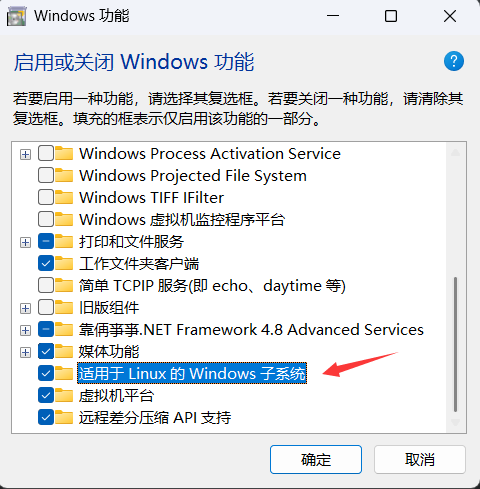 Windows 功能
启用或关闭 Windows 功能
?
若要启用一种功能，请选择其复选框。若要关闭一种功能，请清除其
复选框。填充的框表示仅启用该功能的一部分。
Windows Process Activation Service
Windows Projected File System
Windows TIFF IFilter
Windows 虚拟机监控程序平台
打印和文件服务
工作文件夹客户端
简单 TCPIP 服务(即 echo、daytime 等)
旧版组件
靠俩亊亊.NET Framework 4.8 Advanced Services
媒体功能
适用于 Linux 的 Windows 子系统
虚拟机平台
远程差分压缩 API 支持
确定
取消